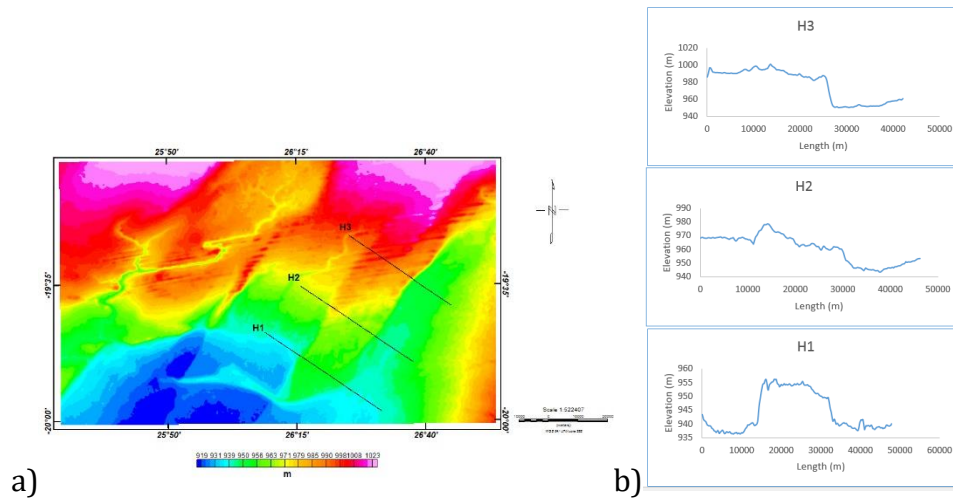 25°50'
26°15'
26°40'
-19°35'
-19°35'
H3
H2
H1
-20°00'
-20°00'
25°50'
26°15'
26°40'
919 931 939 950 956 963 971 979 985 990 998 1008 1023
m
a)
H3
Elevation (m)
1020
1000
980
960
940
0 10000 20000 30000 40000 50000
Length (m)
H2
Elevation (m)
990
980
970
960
950
940
0 10000 20000 30000 40000 50000
Length (m)
H1
Elevation (m)
955
950
945
940
935
0 10000 20000 30000 40000 50000 60000
Length (m)
b)